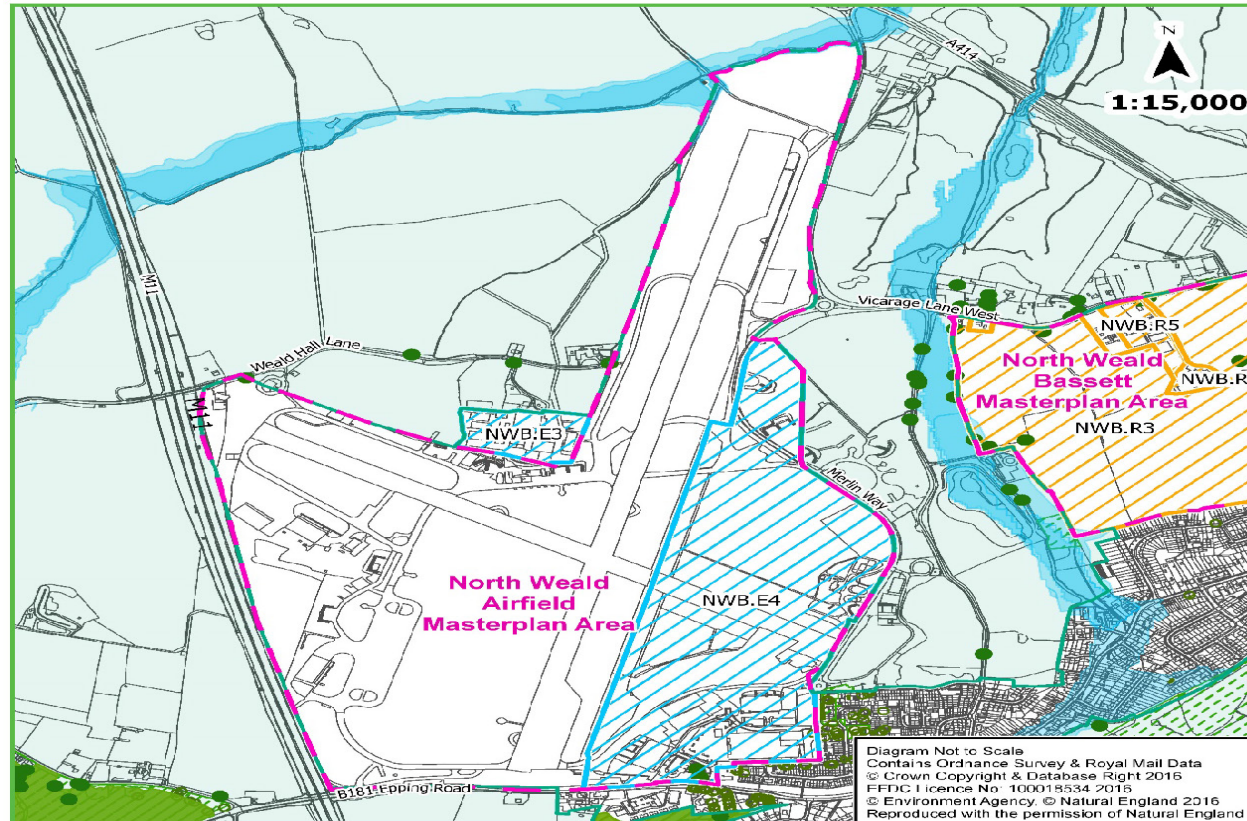 N
A414
1:15,000
M11
Vicarage Lane West
Weald Hall Lane
NWB.R5
North Weald
Bassett
Masterplan Area
NWB.R
NWB.R3
M11
NWB.E3
Merlin Way
North Weald
Airfield
Masterplan Area
NWB.E4
B181 Epping Road
Diagram Not to Scale
Contains Ordnance Survey & Royal Mail Data
© Crown Copyright & Database Right 2016
EFDC Licence No: 100018534 2016
© Environment Agency, © Natural England 2016
Reproduced with the permission of Natural England